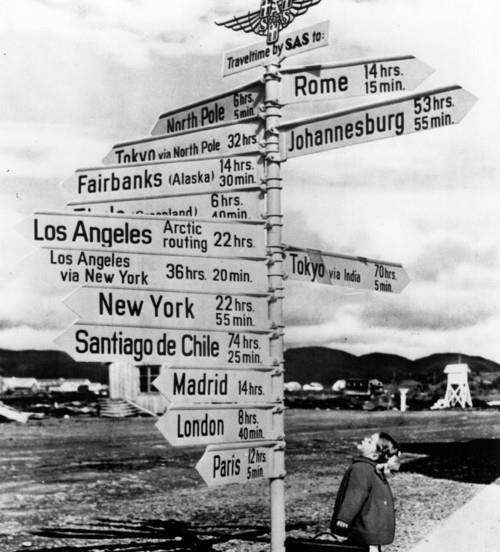 Traveltime by SAS to:
Rome 14 hrs. 15 min.
North Pole 6 hrs. 5 min.
Johannesburg 53 hrs. 55 min.
Tokyo via North Pole 32 hrs.
Fairbanks (Alaska) 14 hrs. 30 min.
(Greenland) 6 hrs. 40 min.
Los Angeles Arctic routing 22 hrs.
Los Angeles via New York 36 hrs. 20 min.
Tokyo via India 70 hrs. 5 min.
New York 22 hrs. 55 min.
Santiago de Chile 74 hrs. 25 min.
Madrid 14 hrs.
London 8 hrs. 40 min.
Paris 12 hrs. 5 min.